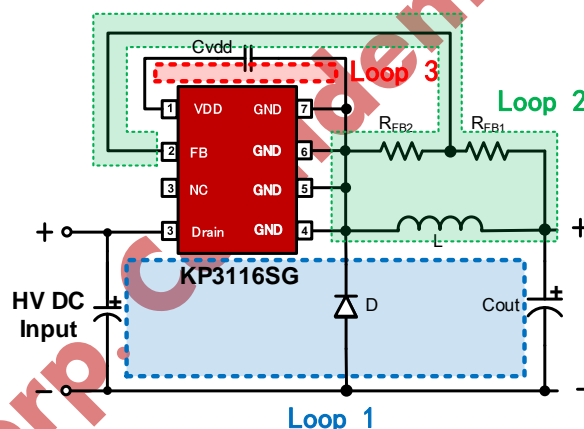 Cvdd
Loop 3
Loop 2
1 VDD GND 7
2 FB GND 6
3 NC GND 5
3 Drain GND 4
RFB2
RFB1
L
+
+
KP3116SG
HV DC
Input
+
D
Cout
+
-
-
Loop 1